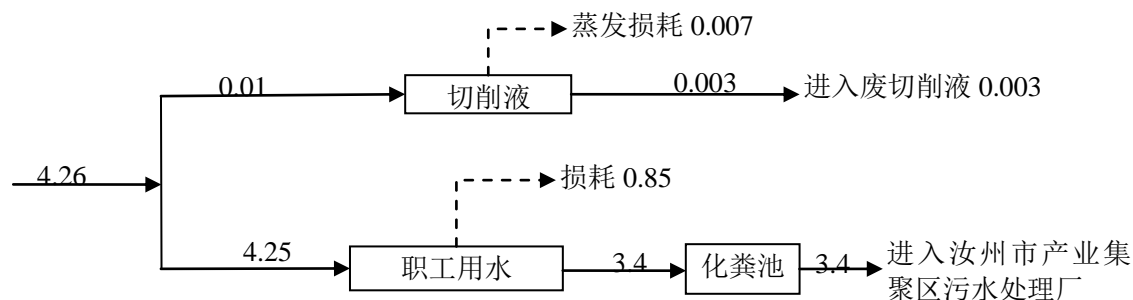 蒸发损耗 0.007
0.01
切削液
0.003
进入废切削液 0.003
4.26
损耗 0.85
4.25
职工用水
3.4
化粪池
3.4
进入汝州市产业集
聚区污水处理厂